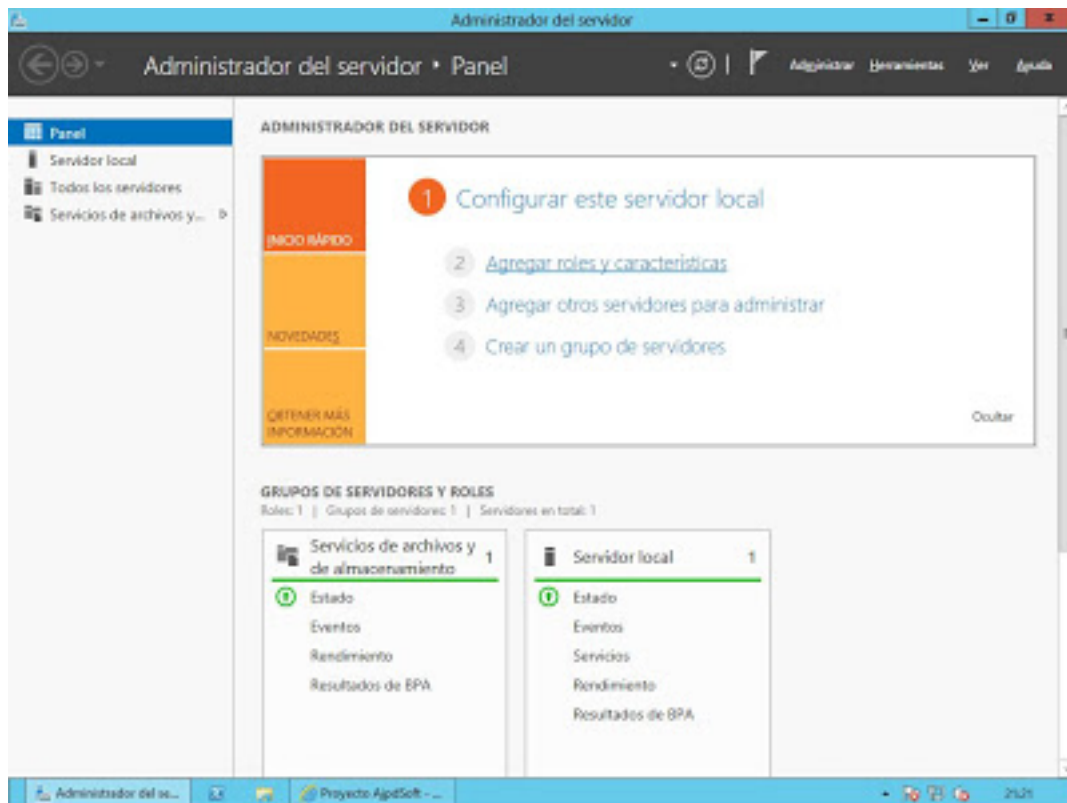 Administrador del servidor
Administrador del servidor • Panel
Administrar Herramientas Ver Ayuda
Panel
Servidor local
Todos los servidores
Servicios de archivos y...
ADMINISTRADOR DEL SERVIDOR
INICIO RÁPIDO
NOVEDADES
OBTENER MÁS
INFORMACIÓN
1 Configurar este servidor local
2 Agregar roles y características
3 Agregar otros servidores para administrar
4 Crear un grupo de servidores
Ocultar
GRUPOS DE SERVIDORES Y ROLES
Roles: 1 | Grupos de servidores: 1 | Servidores en total: 1
Servicios de archivos y
de almacenamiento
1
Estado
Eventos
Rendimiento
Resultados de BPA
Servidor local 1
Estado
Eventos
Servicios
Rendimiento
Resultados de BPA
Administrador del se...
Proyecto AjpdSoft - ...
21:21